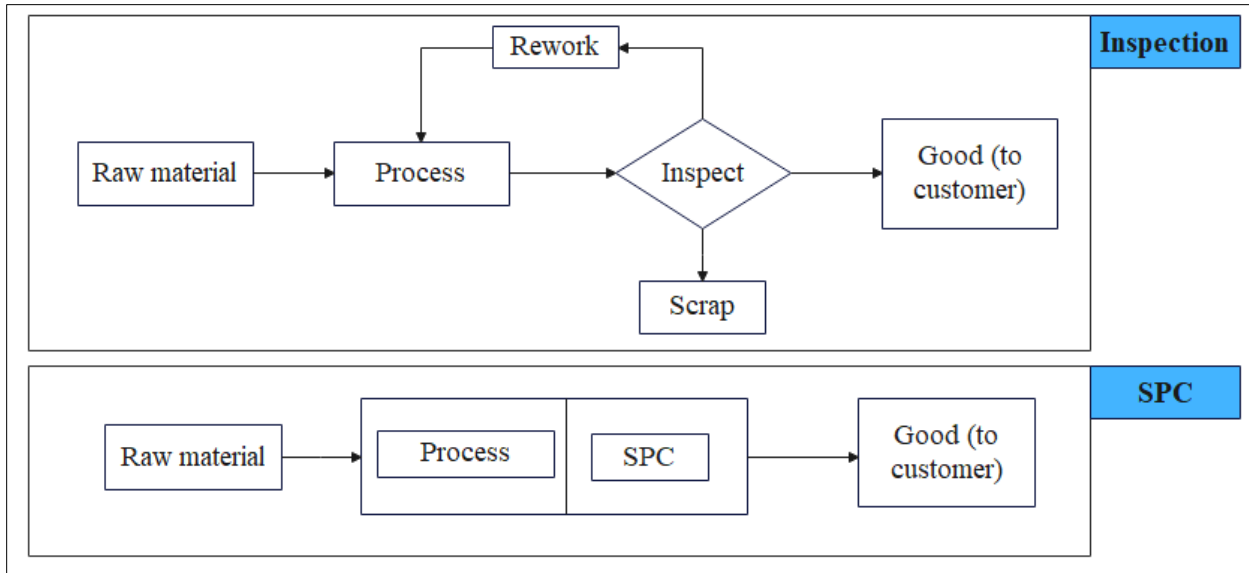 Inspection
Rework
Raw material
Process
Inspect
Good (to
customer)
Scrap
SPC
Raw material
Process
SPC
Good (to
customer)